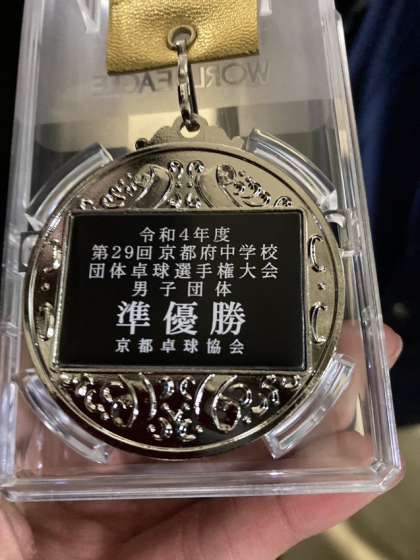 WORLD EAGLE
令和4年度
第29回京都府中学校
団体卓球選手権大会
男子団体
準優勝
京都卓球協会